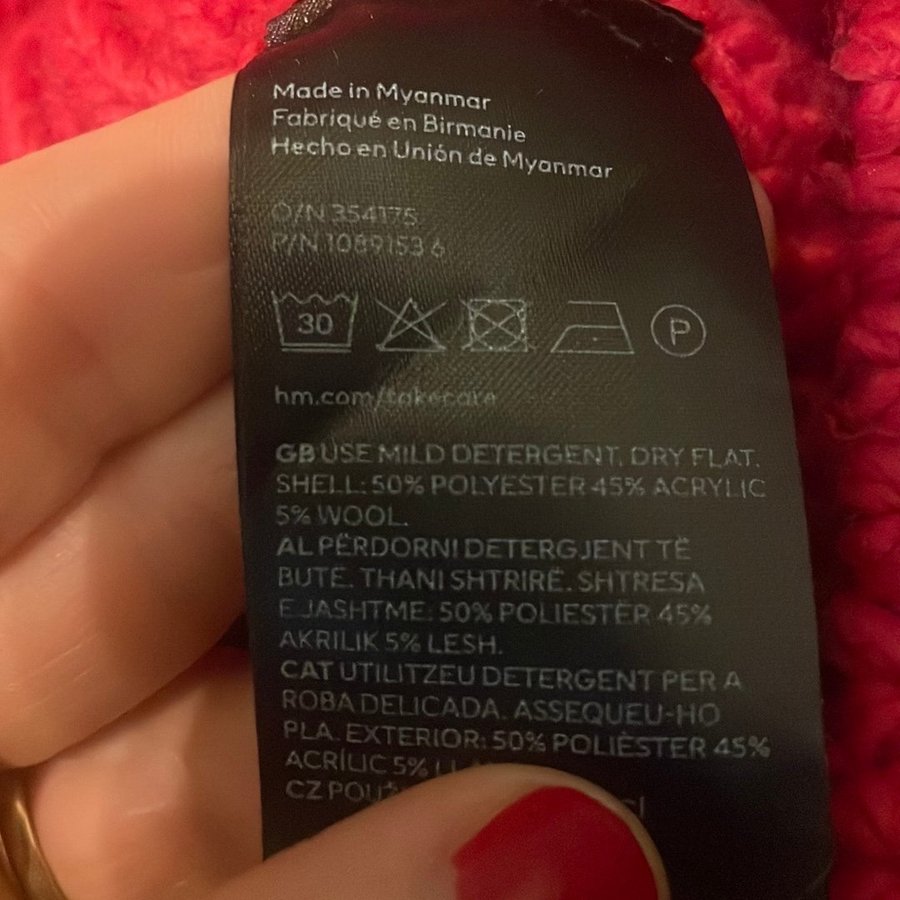 Made in Myanmar
Fabriqué en Birmanie
Hecho en Unión de Myanmar
O/N 354175
P/N 1089153 6
30
P
hm.com/takecare
GB USE MILD DETERGENT. DRY FLAT.
SHELL: 50% POLYESTER 45% ACRYLIC
5% WOOL.
AL PËRDORNI DETERGJENT TË
BUTË. THANI SHTRIRË. SHTRESA
E JASHTME: 50% POLIESTËR 45%
AKRILIK 5% LESH.
CAT UTILITZEU DETERGENT PER A
ROBA DELICADA. ASSEQUEU-HO
PLA. EXTERIOR: 50% POLIÈSTER 45%
ACRÍLIC 5%
CZ